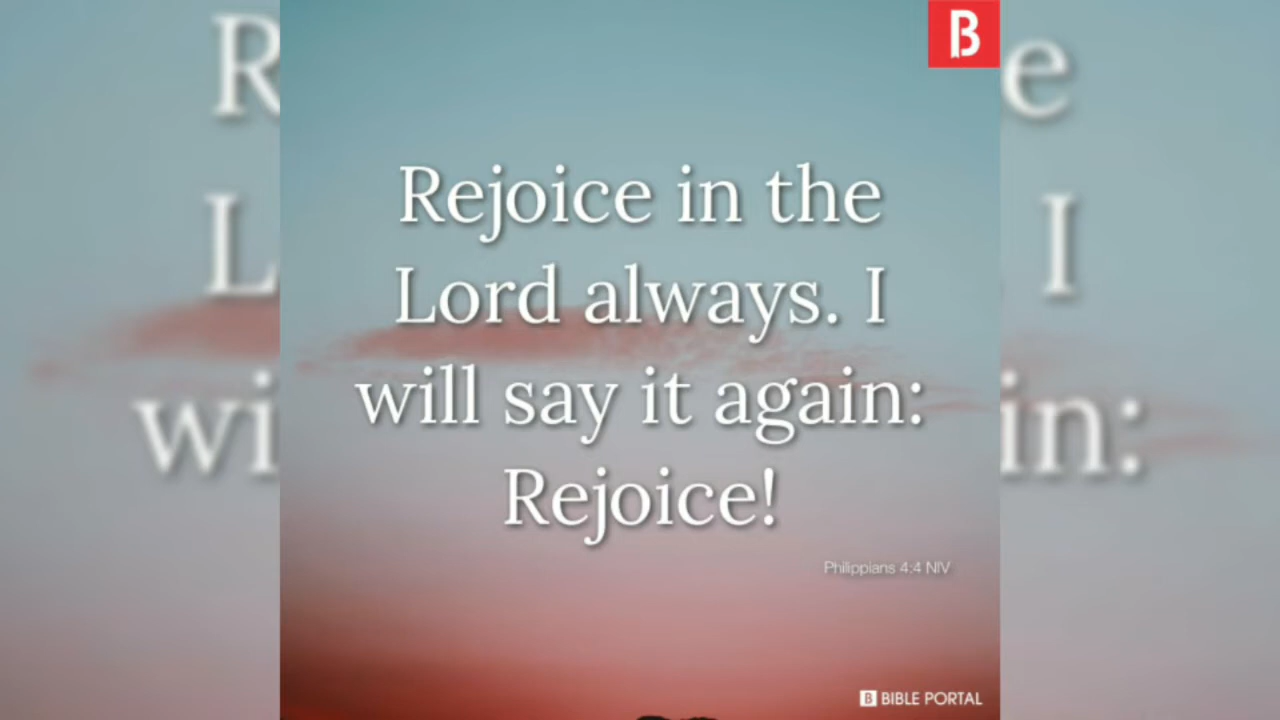 B
Rejoice in the
Lord always. I
will say it again:
Rejoice!
Philippians 4:4 NIV
B BIBLE PORTAL